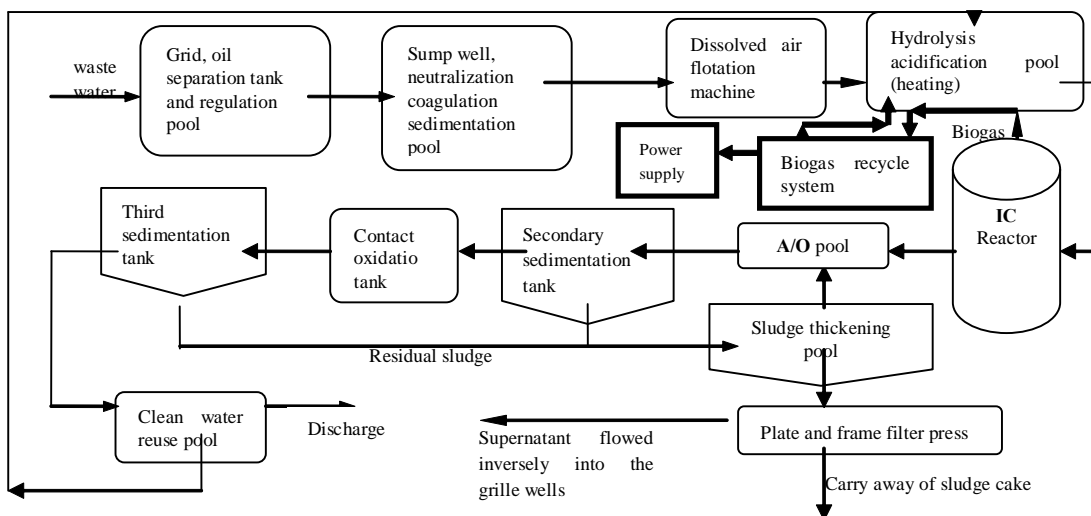 waste
water
Grid, oil
separation tank
and regulation
pool
Sump well,
neutralization
coagulation
sedimentation
pool
Dissolved air
flotation
machine
Hydrolysis
acidification pool
(heating)
Biogas
Power
supply
Biogas recycle
system
IC
Reactor
Third
sedimentation
tank
Contact
oxidatio
tank
Secondary
sedimentation
tank
A/O pool
Sludge thickening
pool
Residual sludge
Clean water
reuse pool
Discharge
Supernatant flowed
inversely into the
grille wells
Plate and frame filter press
Carry away of sludge cake